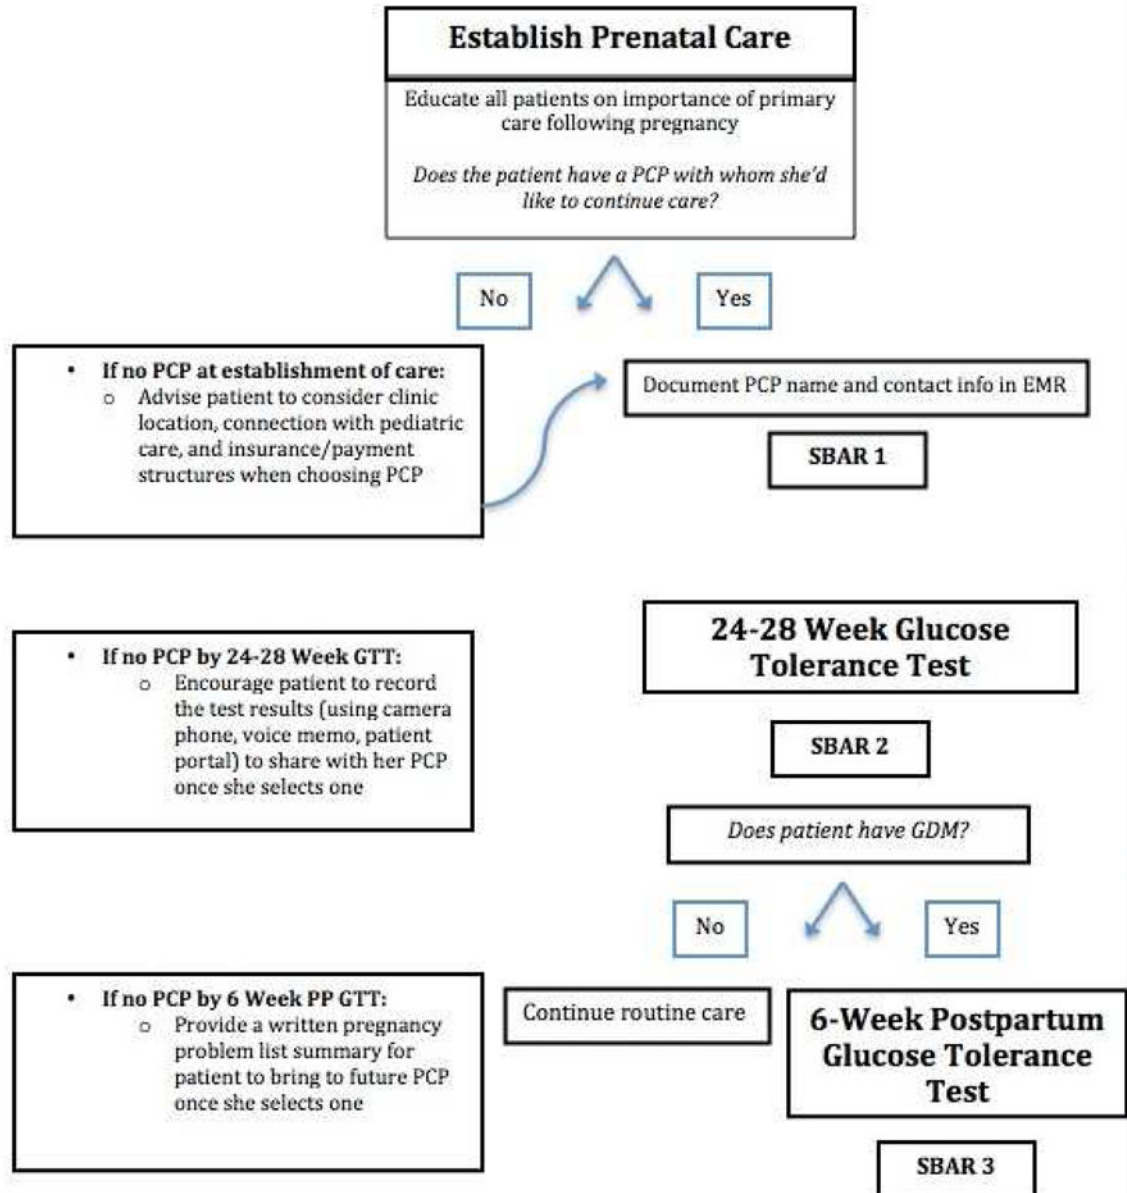 Establish Prenatal Care
Educate all patients on importance of primary
care following pregnancy
Does the patient have a PCP with whom she'd
like to continue care?
No
Yes
• If no PCP at establishment of care:
o Advise patient to consider clinic
location, connection with pediatric
care, and insurance/payment
structures when choosing PCP
Document PCP name and contact info in EMR
SBAR 1
24-28 Week Glucose
Tolerance Test
• If no PCP by 24-28 Week GTT:
o Encourage patient to record
the test results (using camera
phone, voice memo, patient
portal) to share with her PCP
once she selects one
SBAR 2
Does patient have GDM?
No
Yes
• If no PCP by 6 Week PP GTT:
o Provide a written pregnancy
problem list summary for
patient to bring to future PCP
once she selects one
Continue routine care
6-Week Postpartum
Glucose Tolerance
Test
SBAR 3